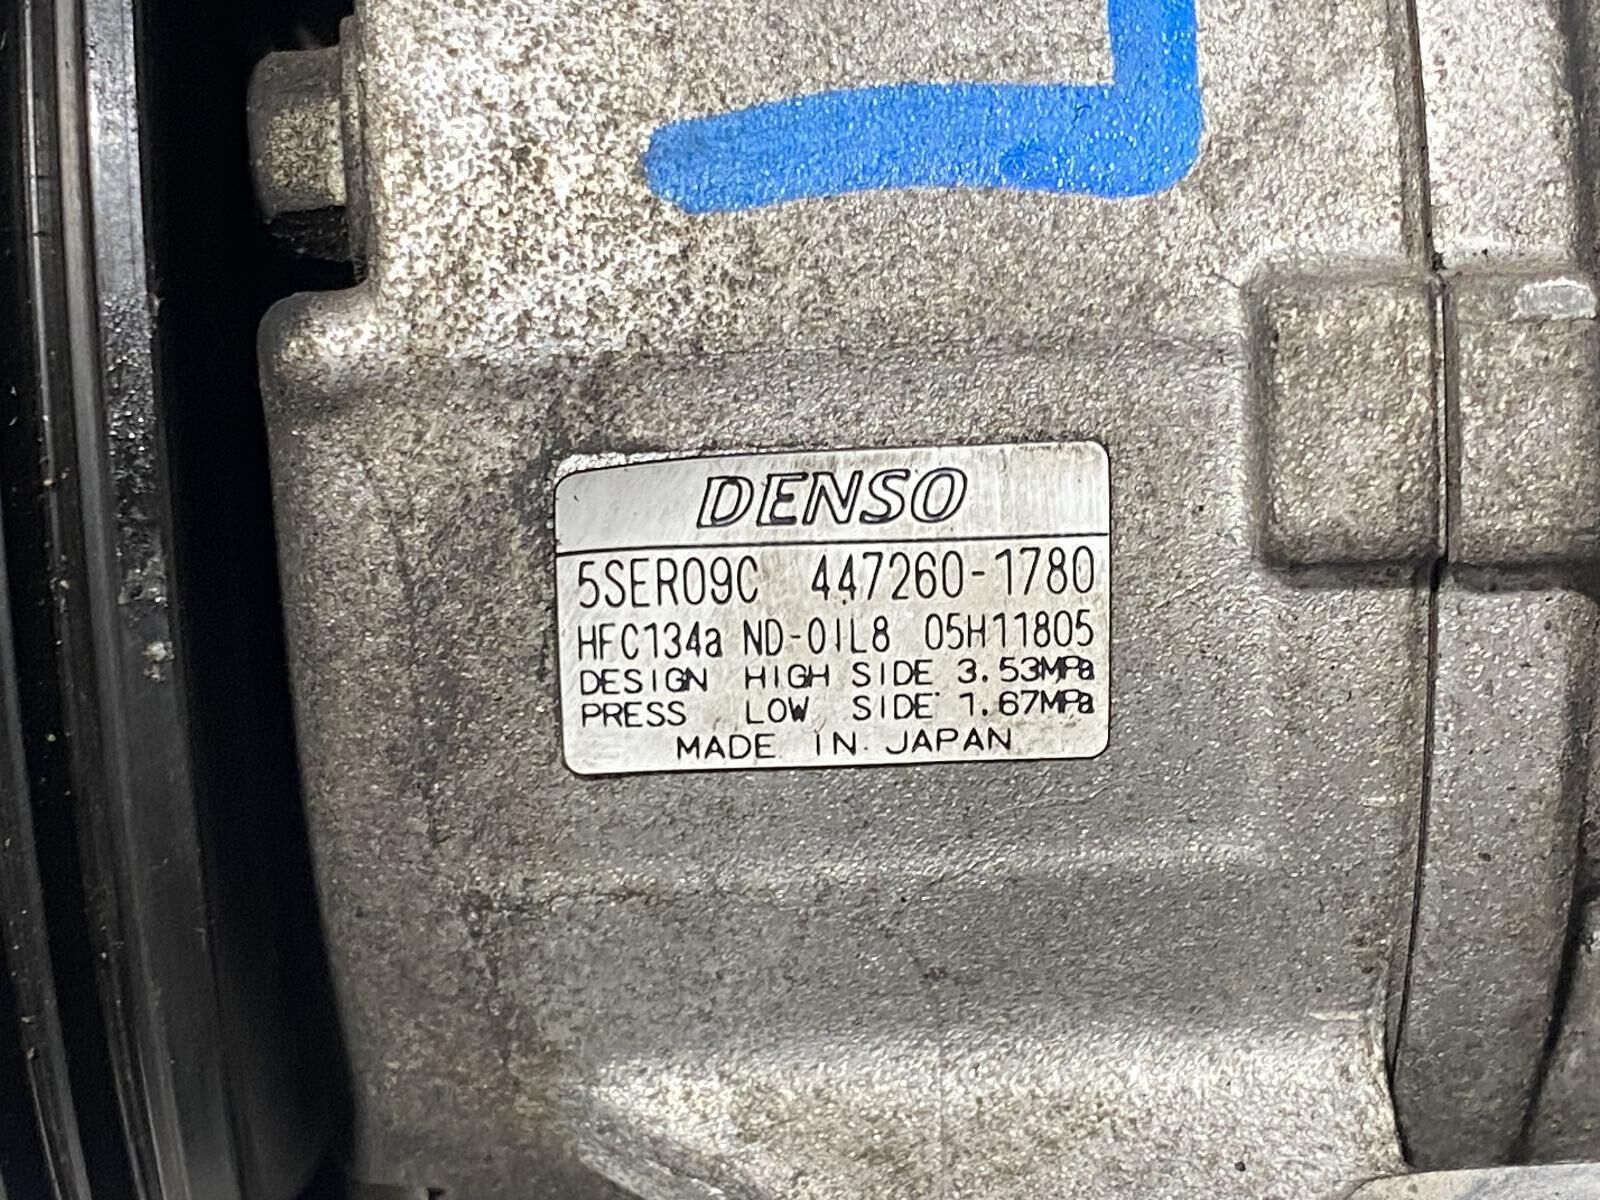 DENSO
5SER09C 447260-1780
HFC134a ND-OIL8 05H11805
DESIGN HIGH SIDE 3.53MPa
PRESS LOW SIDE 1.67MPa
MADE IN JAPAN